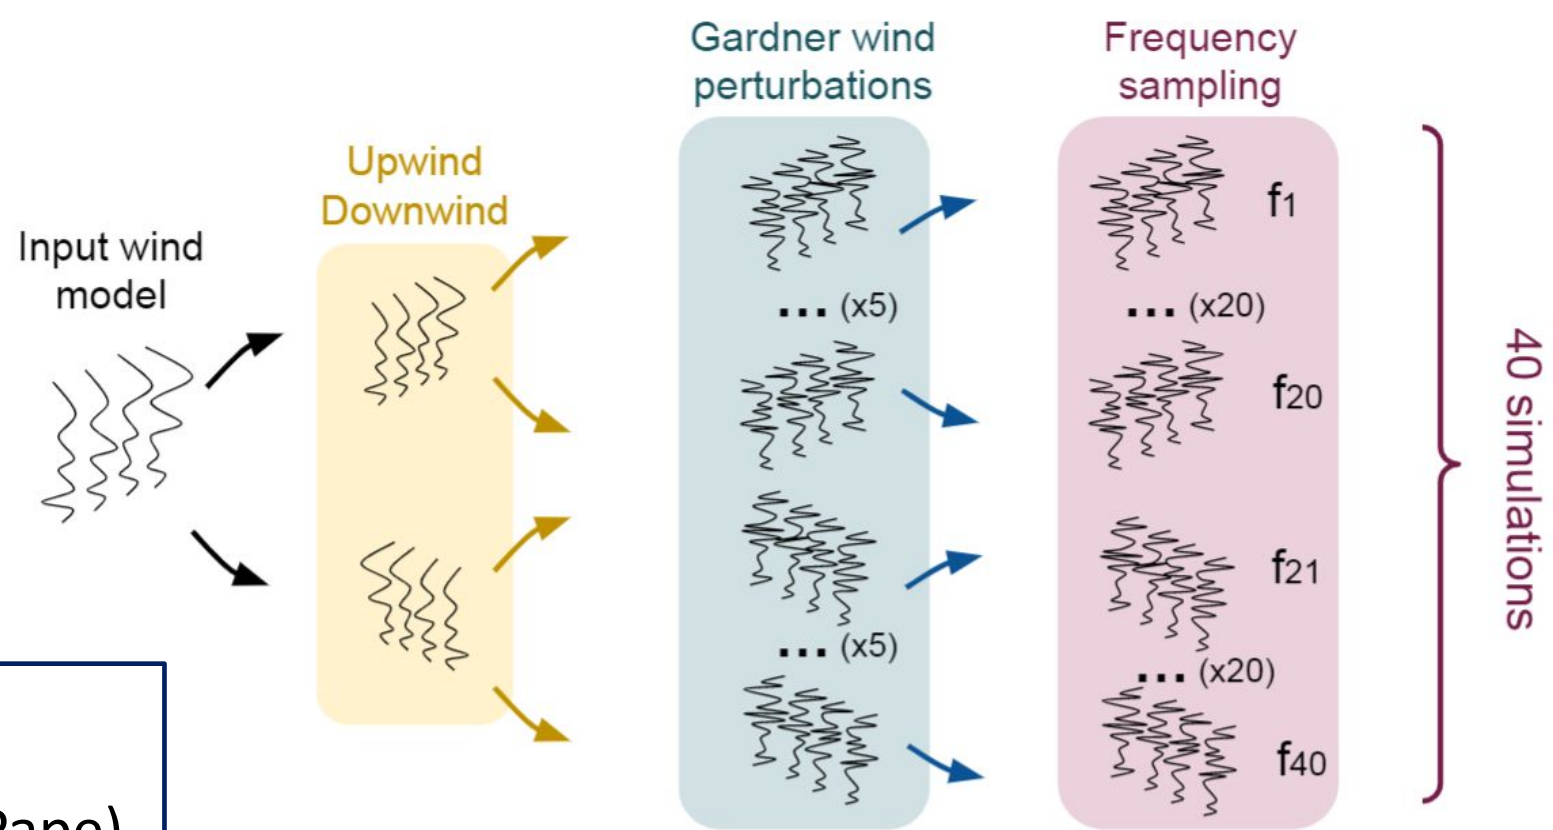 Input wind
model
Upwind
Downwind
Gardner wind
perturbations
... (x5)
... (x5)
Frequency
sampling
f1
... (x20)
f20
f21
... (x20)
f40
40 simulations